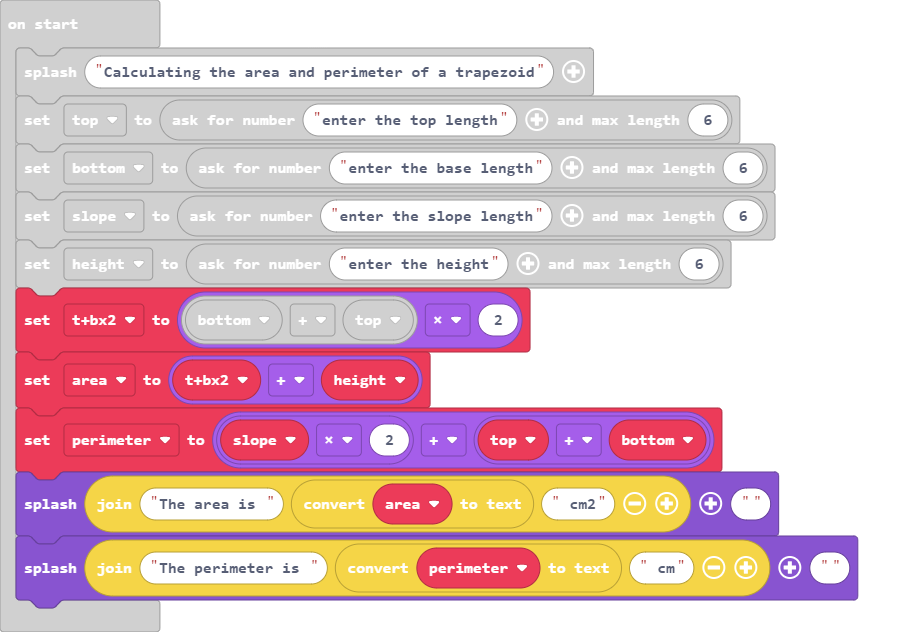 on start
splash "Calculating the area and perimeter of a trapezoid"
set top to ask for number "enter the top length" and max length 6
set bottom to ask for number "enter the base length" and max length 6
set slope to ask for number "enter the slope length" and max length 6
set height to ask for number "enter the height" and max length 6
set t+bx2 to bottom + top × 2
set area to t+bx2 + height
set perimeter to slope × 2 + top + bottom
splash join "The area is " convert area to text " cm2" " "
splash join "The perimeter is " convert perimeter to text " cm" " "